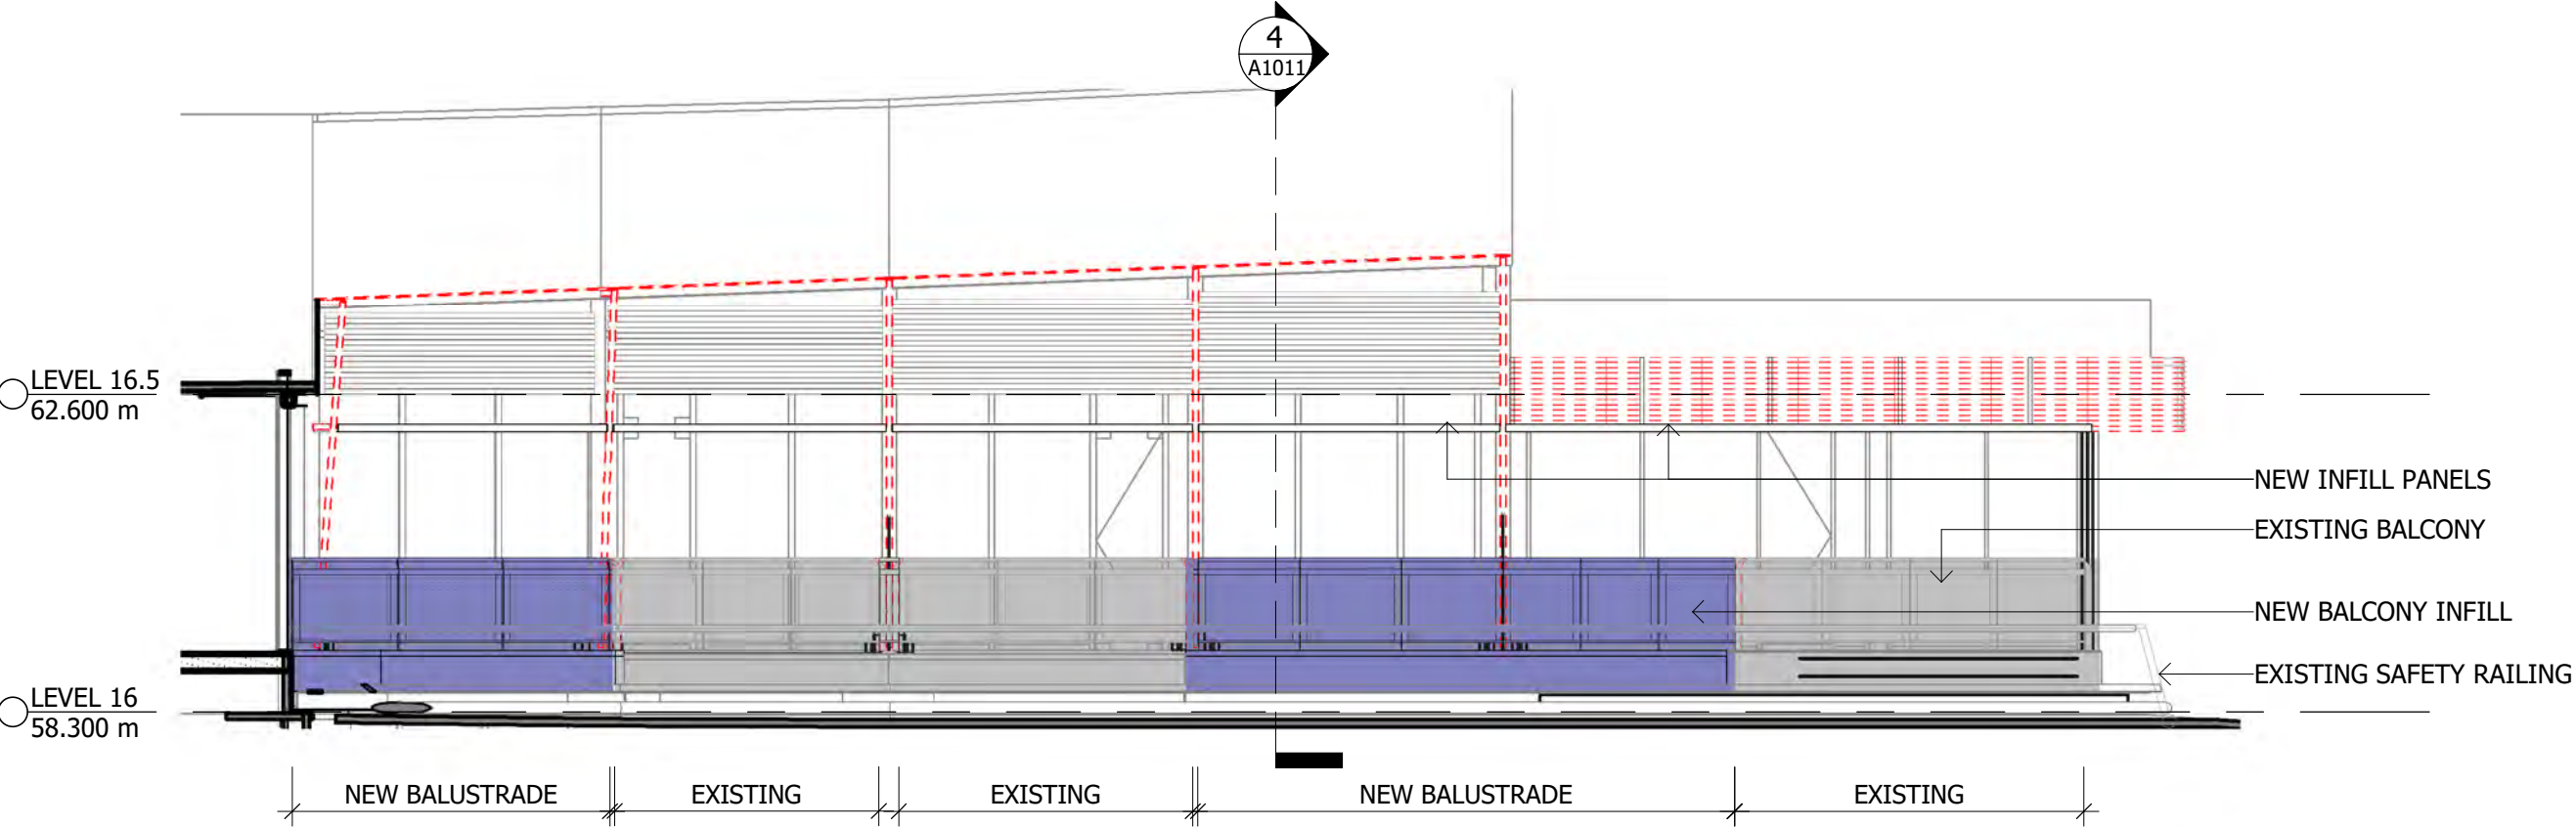 4
A1011
LEVEL 16.5
62.600 m
NEW INFILL PANELS
EXISTING BALCONY
NEW BALCONY INFILL
EXISTING SAFETY RAILING
LEVEL 16
58.300 m
NEW BALUSTRADE
EXISTING
EXISTING
NEW BALUSTRADE
EXISTING